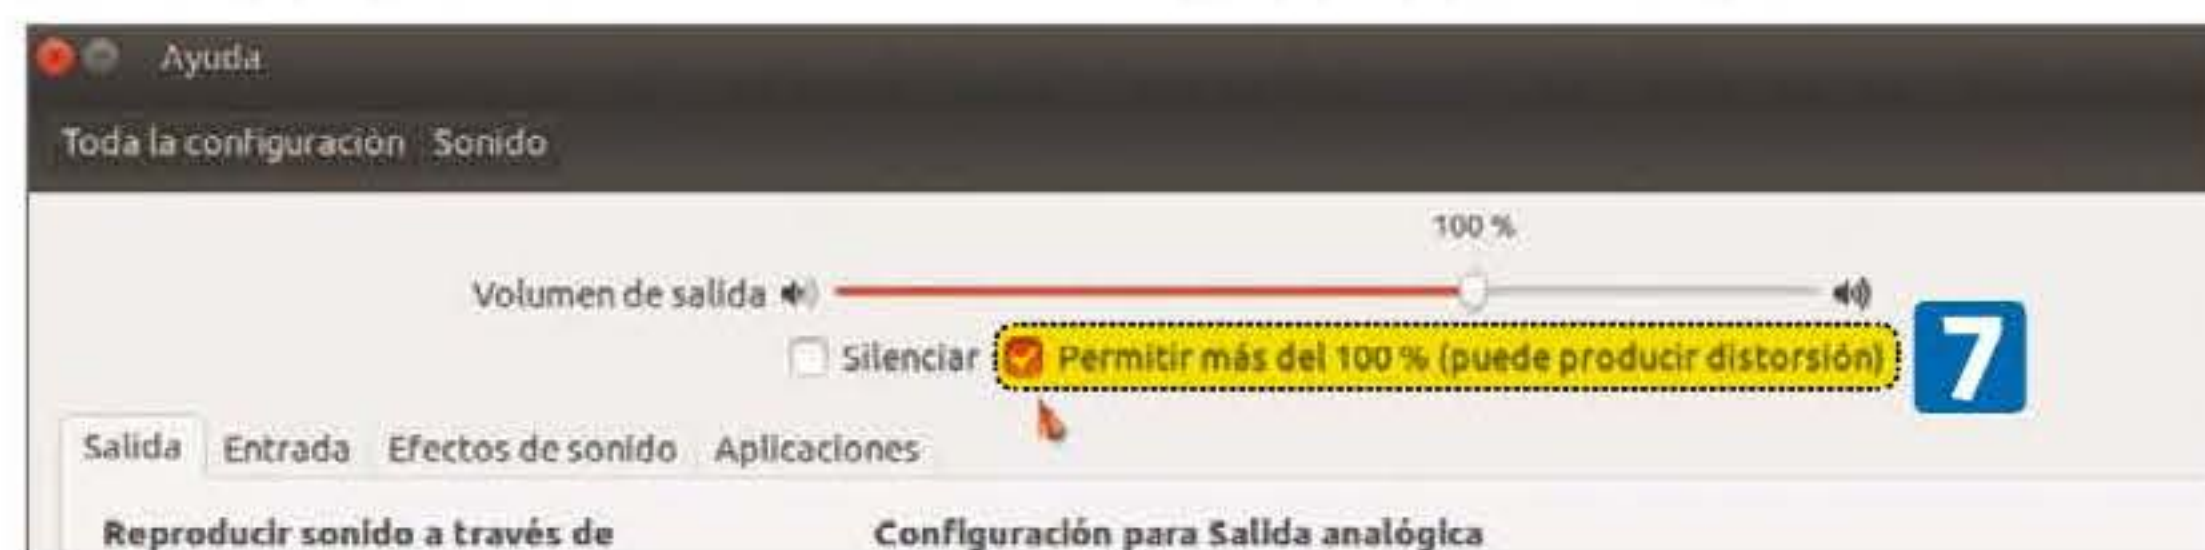 Ayuda
Toda la configuración Sonido
100 %
Volumen de salida
Silenciar Permitir más del 100 % (puede producir distorsión)
7
Salida Entrada Efectos de sonido Aplicaciones
Reproducir sonido a través de Configuración para Salida analógica